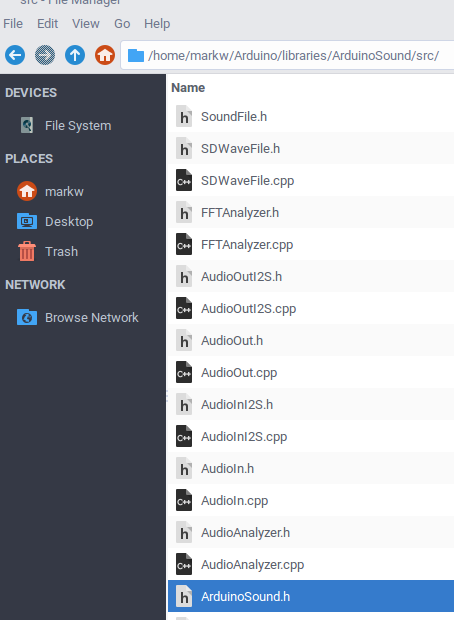 src - File Manager
File Edit View Go Help
/home/markw/Arduino/libraries/ArduinoSound/src/
DEVICES
File System
PLACES
markw
Desktop
Trash
NETWORK
Browse Network
Name
SoundFile.h
SDWaveFile.h
SDWaveFile.cpp
FFTAnalyzer.h
FFTAnalyzer.cpp
AudioOutI2S.h
AudioOutI2S.cpp
AudioOut.h
AudioOut.cpp
AudioInI2S.h
AudioInI2S.cpp
AudioIn.h
AudioIn.cpp
AudioAnalyzer.h
AudioAnalyzer.cpp
ArduinoSound.h